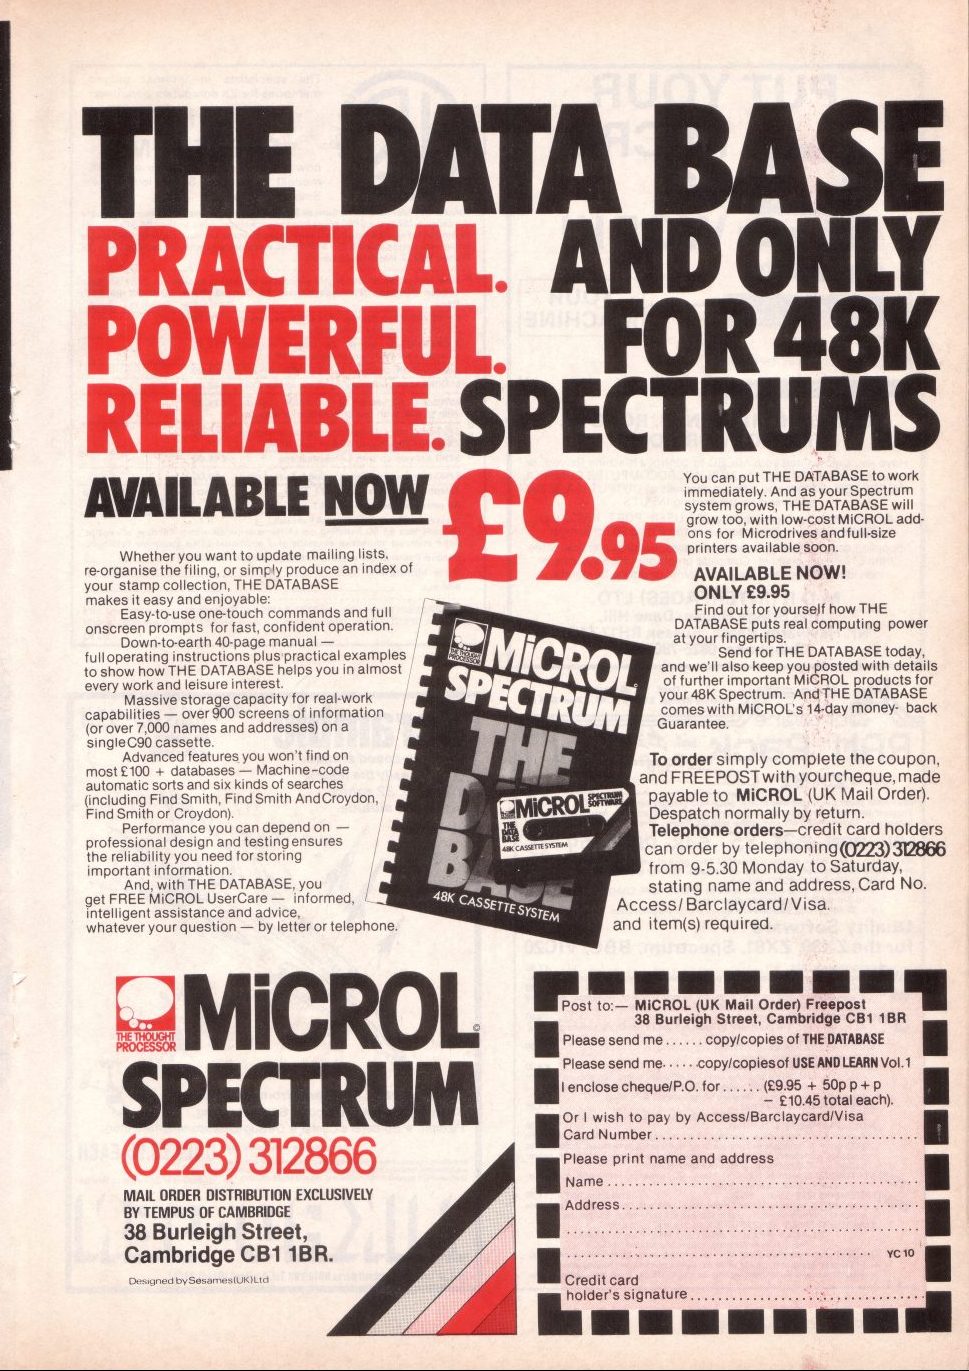 THE DATA BASE
PRACTICAL.
POWERFUL.
RELIABLE.
AND ONLY
FOR 48K
SPECTRUMS
AVAILABLE NOW
£9.95
Whether you want to update mailing lists,
re-organise the filing, or simply produce an index of
your stamp collection, THE DATABASE
makes it easy and enjoyable:
Easy-to-use one-touch commands and full
onscreen prompts for fast, confident operation.
Down-to-earth 40-page manual —
full operating instructions plus practical examples
to show how THE DATABASE helps you in almost
every work and leisure interest.
Massive storage capacity for real-work
capabilities — over 900 screens of information
(or over 7,000 names and addresses) on a
single C90 cassette.
Advanced features you won't find on
most £100 + databases — Machine-code
automatic sorts and six kinds of searches
(including Find Smith, Find Smith And Croydon,
Find Smith or Croydon).
Performance you can depend on —
professional design and testing ensures
the reliability you need for storing
important information.
And, with THE DATABASE, you
get FREE MiCROL UserCare — informed,
intelligent assistance and advice,
whatever your question — by letter or telephone.
You can put THE DATABASE to work
immediately. And as your Spectrum
system grows, THE DATABASE will
grow too, with low-cost MiCROL add-
ons for Microdrives and full-size
printers available soon.
AVAILABLE NOW!
ONLY £9.95
Find out for yourself how THE
DATABASE puts real computing power
at your fingertips.
Send for THE DATABASE today,
and we'll also keep you posted with details
of further important MiCROL products for
your 48K Spectrum. And THE DATABASE
comes with MiCROL's 14-day money- back
Guarantee.
To order simply complete the coupon,
and FREEPOST with your cheque, made
payable to MiCROL (UK Mail Order).
Despatch normally by return.
Telephone orders—credit card holders
can order by telephoning (0223) 312866
from 9-5.30 Monday to Saturday,
stating name and address, Card No.
Access/Barclaycard/Visa.
and item(s) required.
THE THOUGHT
PROCESSOR
MiCROL
SPECTRUM
THE
DATA
BASE
48K CASSETTE SYSTEM
MiCROL
SPECTRUM
SOFTWARE
THE
DATA
BASE
48K CASSETTE SYSTEM
THE THOUGHT
PROCESSOR
MiCROL ©
SPECTRUM
(0223) 312866
MAIL ORDER DISTRIBUTION EXCLUSIVELY
BY TEMPUS OF CAMBRIDGE
38 Burleigh Street,
Cambridge CB1 1BR.
Designed by Sesames (UK) Ltd
Post to:— MiCROL (UK Mail Order) Freepost
38 Burleigh Street, Cambridge CB1 1BR
Please send me ...... copy/copies of THE DATABASE
Please send me......copy/copies of USE AND LEARN Vol.1
I enclose cheque/P.O. for ...... (£9.95 + 50p p + p
– £10.45 total each).
Or I wish to pay by Access/Barclaycard/Visa
Card Number
Please print name and address
Name
Address
YC 10
Credit card
holder's signature